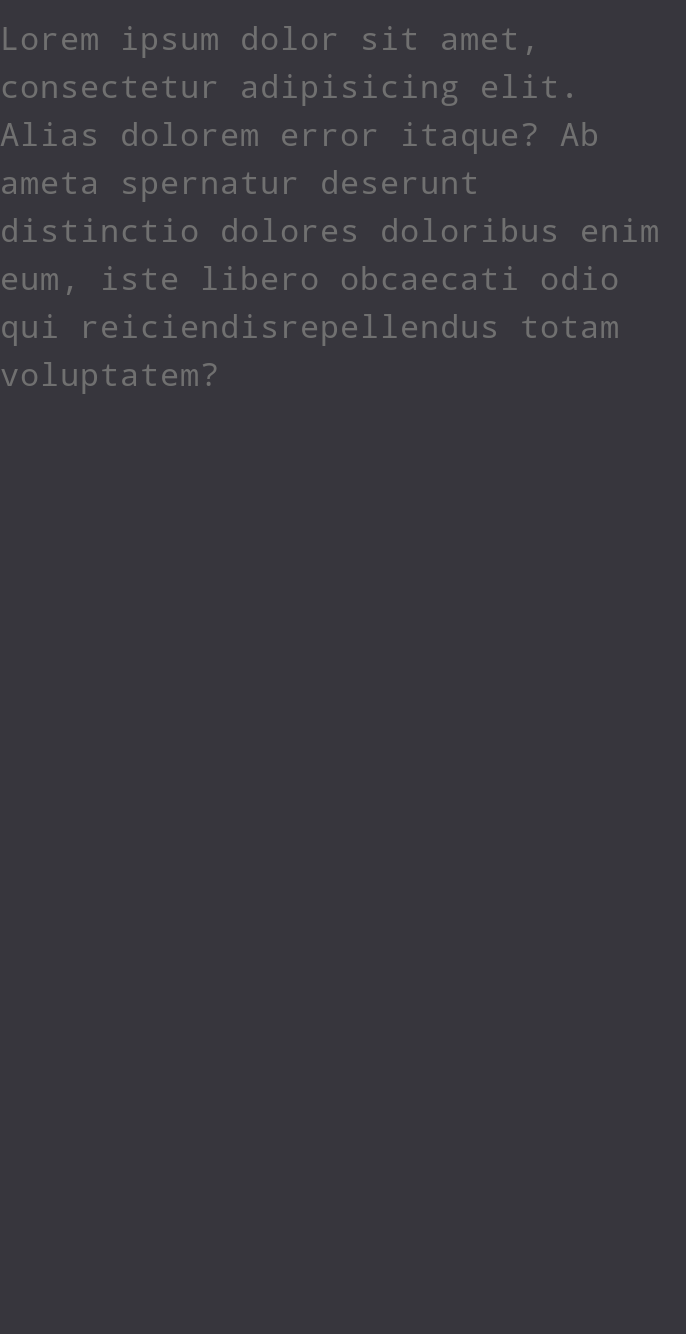 Lorem ipsum dolor sit amet,
consectetur adipisicing elit.
Alias dolorem error itaque? Ab
ameta spernatur deserunt
distinctio dolores doloribus enim
eum, iste libero obcaecati odio
qui reiciendisrepellendus totam
voluptatem?